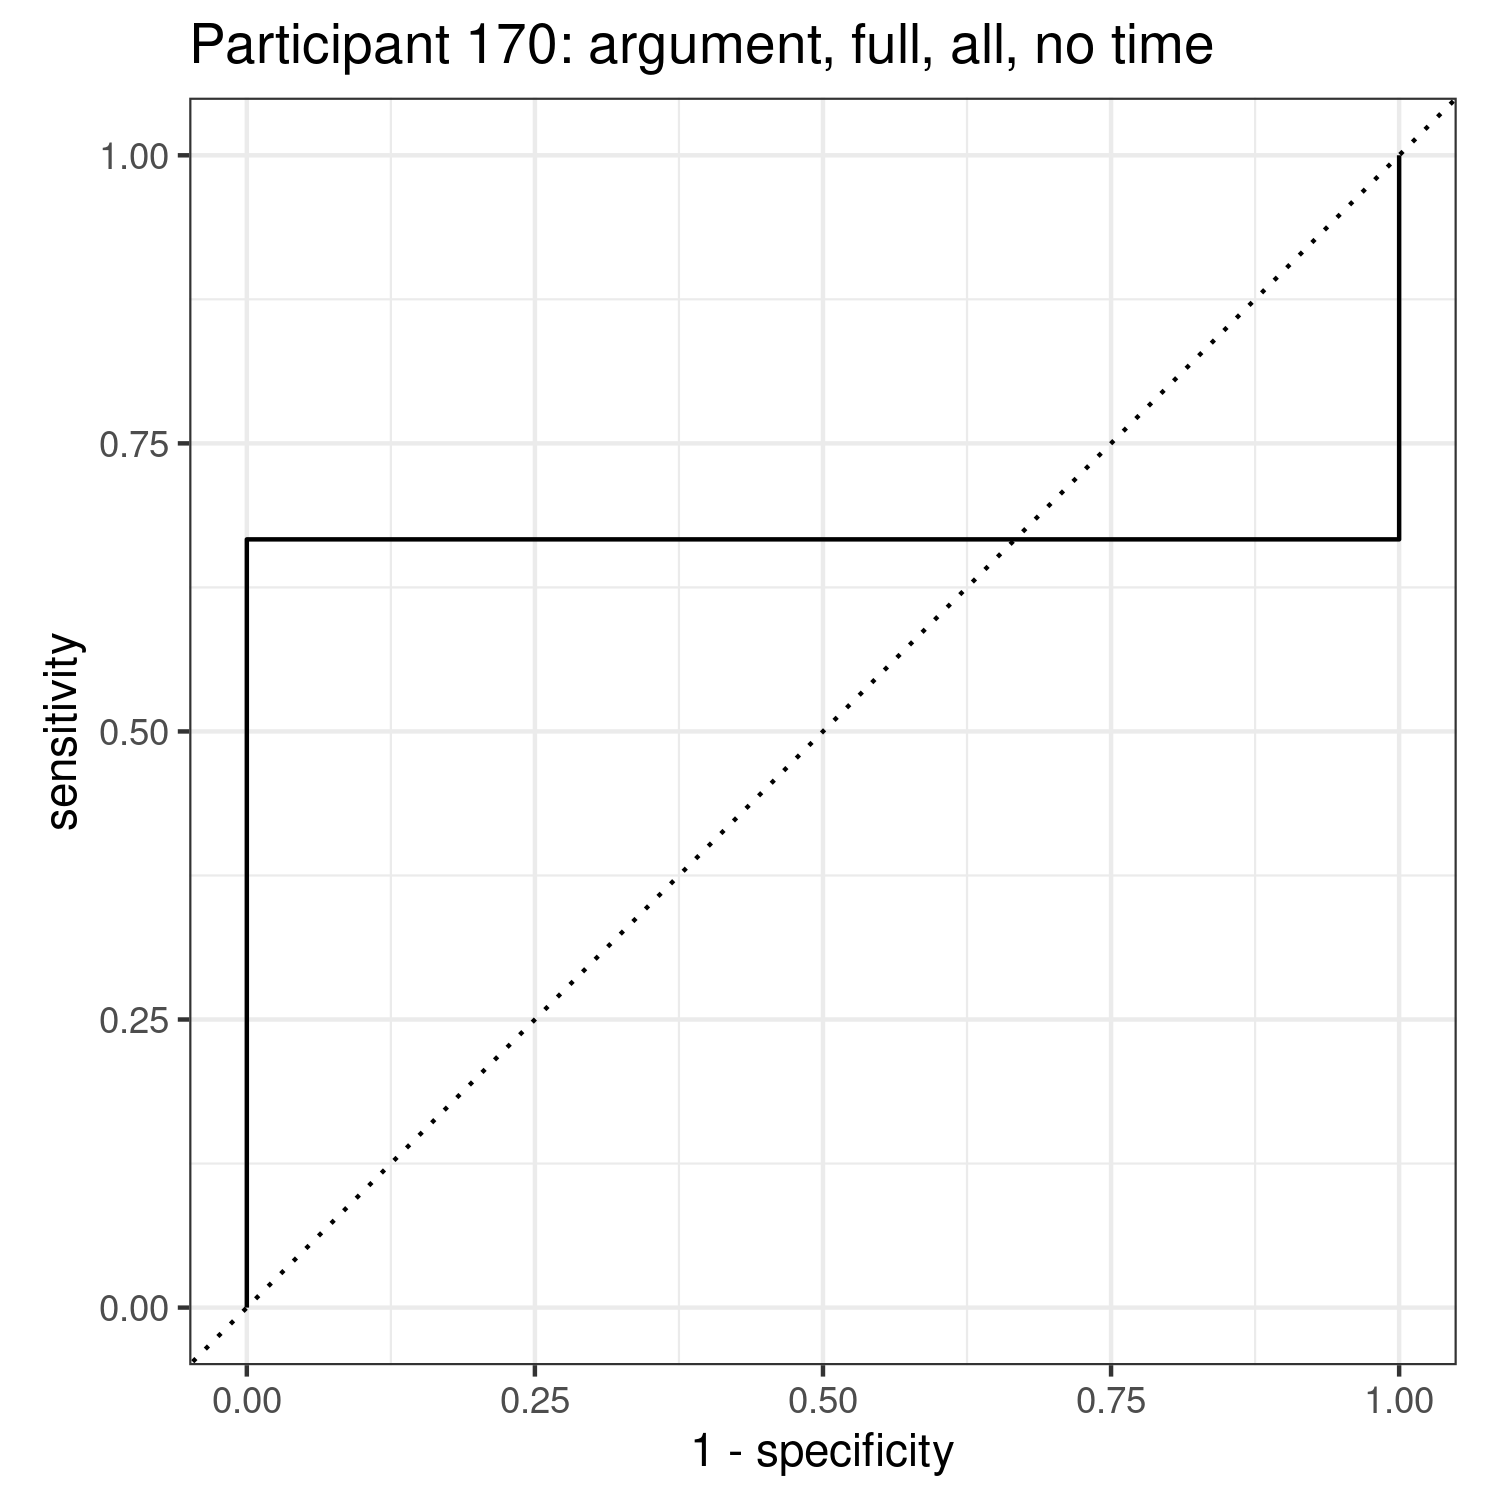 Participant 170: argument, full, all, no time
1.00
0.75
0.50
0.25
0.00
sensitivity
0.00 0.25 0.50 0.75 1.00
1 - specificity